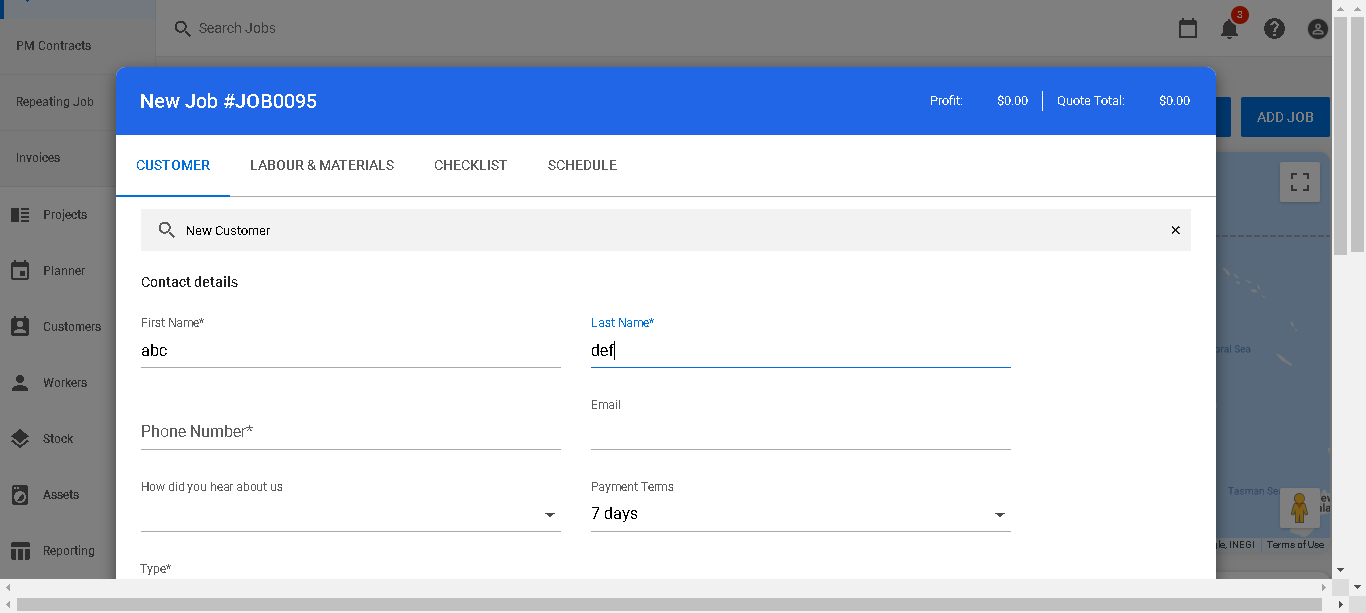 Search Jobs
3
PM Contracts
Repeating Job
Invoices
Projects
Planner
Customers
Workers
Stock
Assets
Reporting
ADD JOB
New Job #JOB0095
Profit: $0.00
Quote Total: $0.00
CUSTOMER LABOUR & MATERIALS CHECKLIST SCHEDULE
New Customer
Contact details
First Name* Last Name*
abc def
Email
Phone Number*
How did you hear about us Payment Terms
7 days
Type*
oral Sea
Tasman Se
gle, INEGI Terms of Use